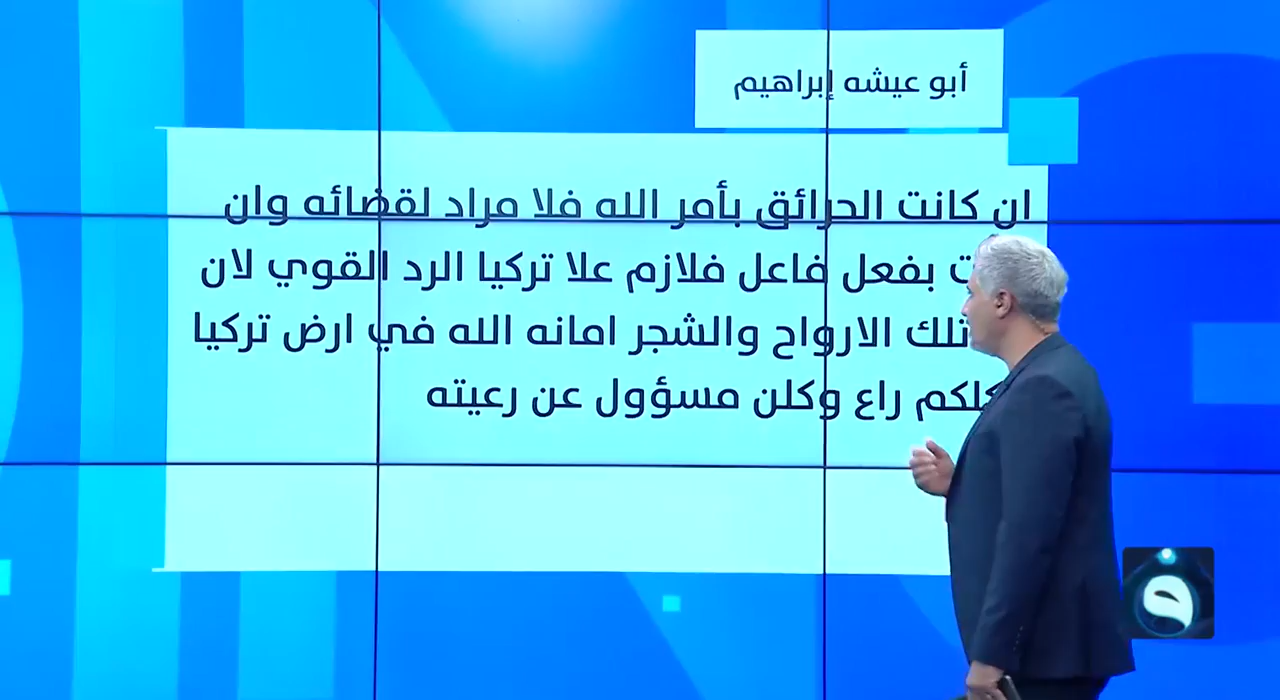 أبو عيشه إبراهيم
ان كانت الحرائق بأمر الله فلا مراد لقضائه وان
بفعل فاعل فلازم علا تركيا الرد القوي لان
تلك الارواح والشجر امانه الله في ارض تركيا
راع وكلن مسؤول عن رعيته